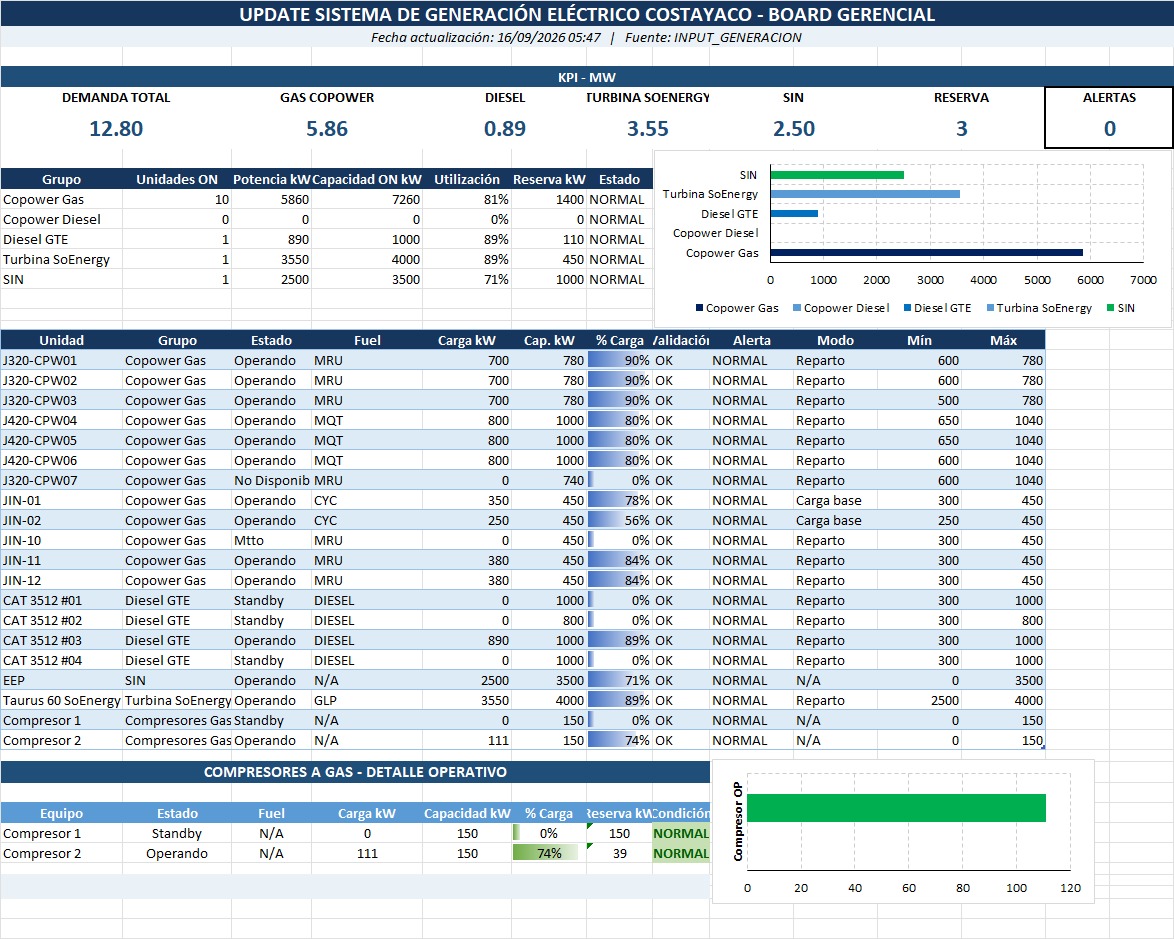 UPDATE SISTEMA DE GENERACIÓN ELÉCTRICO COSTAYACO - BOARD GERENCIAL
Fecha actualización: 16/09/2026 05:47 | Fuente: INPUT_GENERACION
KPI - MW
DEMANDA TOTAL GAS COPOWER DIESEL TURBINA SOENERGY SIN RESERVA ALERTAS
12.80 5.86 0.89 3.55 2.50 3 0
Grupo Unidades ON Potencia kW Capacidad ON kW Utilización Reserva kW Estado
Copower Gas 10 5860 7260 81% 1400 NORMAL
Copower Diesel 0 0 0 0% 0 NORMAL
Diesel GTE 1 890 1000 89% 110 NORMAL
Turbina SoEnergy 1 3550 4000 89% 450 NORMAL
SIN 1 2500 3500 71% 1000 NORMAL
SIN
Turbina SoEnergy
Diesel GTE
Copower Diesel
Copower Gas
0 1000 2000 3000 4000 5000 6000 7000
Copower Gas Copower Diesel Diesel GTE Turbina SoEnergy SIN
Unidad Grupo Estado Fuel Carga kW Cap. kW % Carga Validación Alerta Modo Mín Máx
J320-CPW01 Copower Gas Operando MRU 700 780 90% OK NORMAL Reparto 600 780
J320-CPW02 Copower Gas Operando MRU 700 780 90% OK NORMAL Reparto 600 780
J320-CPW03 Copower Gas Operando MRU 700 780 90% OK NORMAL Reparto 500 780
J420-CPW04 Copower Gas Operando MQT 800 1000 80% OK NORMAL Reparto 650 1040
J420-CPW05 Copower Gas Operando MQT 800 1000 80% OK NORMAL Reparto 650 1040
J420-CPW06 Copower Gas Operando MQT 800 1000 80% OK NORMAL Reparto 600 1040
J320-CPW07 Copower Gas No Disponib MRU 0 740 0% OK NORMAL Reparto 600 1040
JIN-01 Copower Gas Operando CYC 350 450 78% OK NORMAL Carga base 300 450
JIN-02 Copower Gas Operando CYC 250 450 56% OK NORMAL Carga base 250 450
JIN-10 Copower Gas Mtto MRU 0 450 0% OK NORMAL Reparto 300 450
JIN-11 Copower Gas Operando MRU 380 450 84% OK NORMAL Reparto 300 450
JIN-12 Copower Gas Operando MRU 380 450 84% OK NORMAL Reparto 300 450
CAT 3512 #01 Diesel GTE Standby DIESEL 0 1000 0% OK NORMAL Reparto 300 1000
CAT 3512 #02 Diesel GTE Standby DIESEL 0 800 0% OK NORMAL Reparto 300 800
CAT 3512 #03 Diesel GTE Operando DIESEL 890 1000 89% OK NORMAL Reparto 300 1000
CAT 3512 #04 Diesel GTE Standby DIESEL 0 1000 0% OK NORMAL Reparto 300 1000
EEP SIN Operando N/A 2500 3500 71% OK NORMAL N/A 0 3500
Taurus 60 SoEnergy Turbina SoEnergy Operando GLP 3550 4000 89% OK NORMAL Reparto 2500 4000
Compresor 1 Compresores Gas Standby N/A 0 150 0% OK NORMAL N/A 0 150
Compresor 2 Compresores Gas Operando N/A 111 150 74% OK NORMAL N/A 0 150
COMPRESORES A GAS - DETALLE OPERATIVO
Equipo Estado Fuel Carga kW Capacidad kW % Carga Reserva kW Condición
Compresor 1 Standby N/A 0 150 0% 150 NORMAL
Compresor 2 Operando N/A 111 150 74% 39 NORMAL
Compresor OP
0 20 40 60 80 100 120